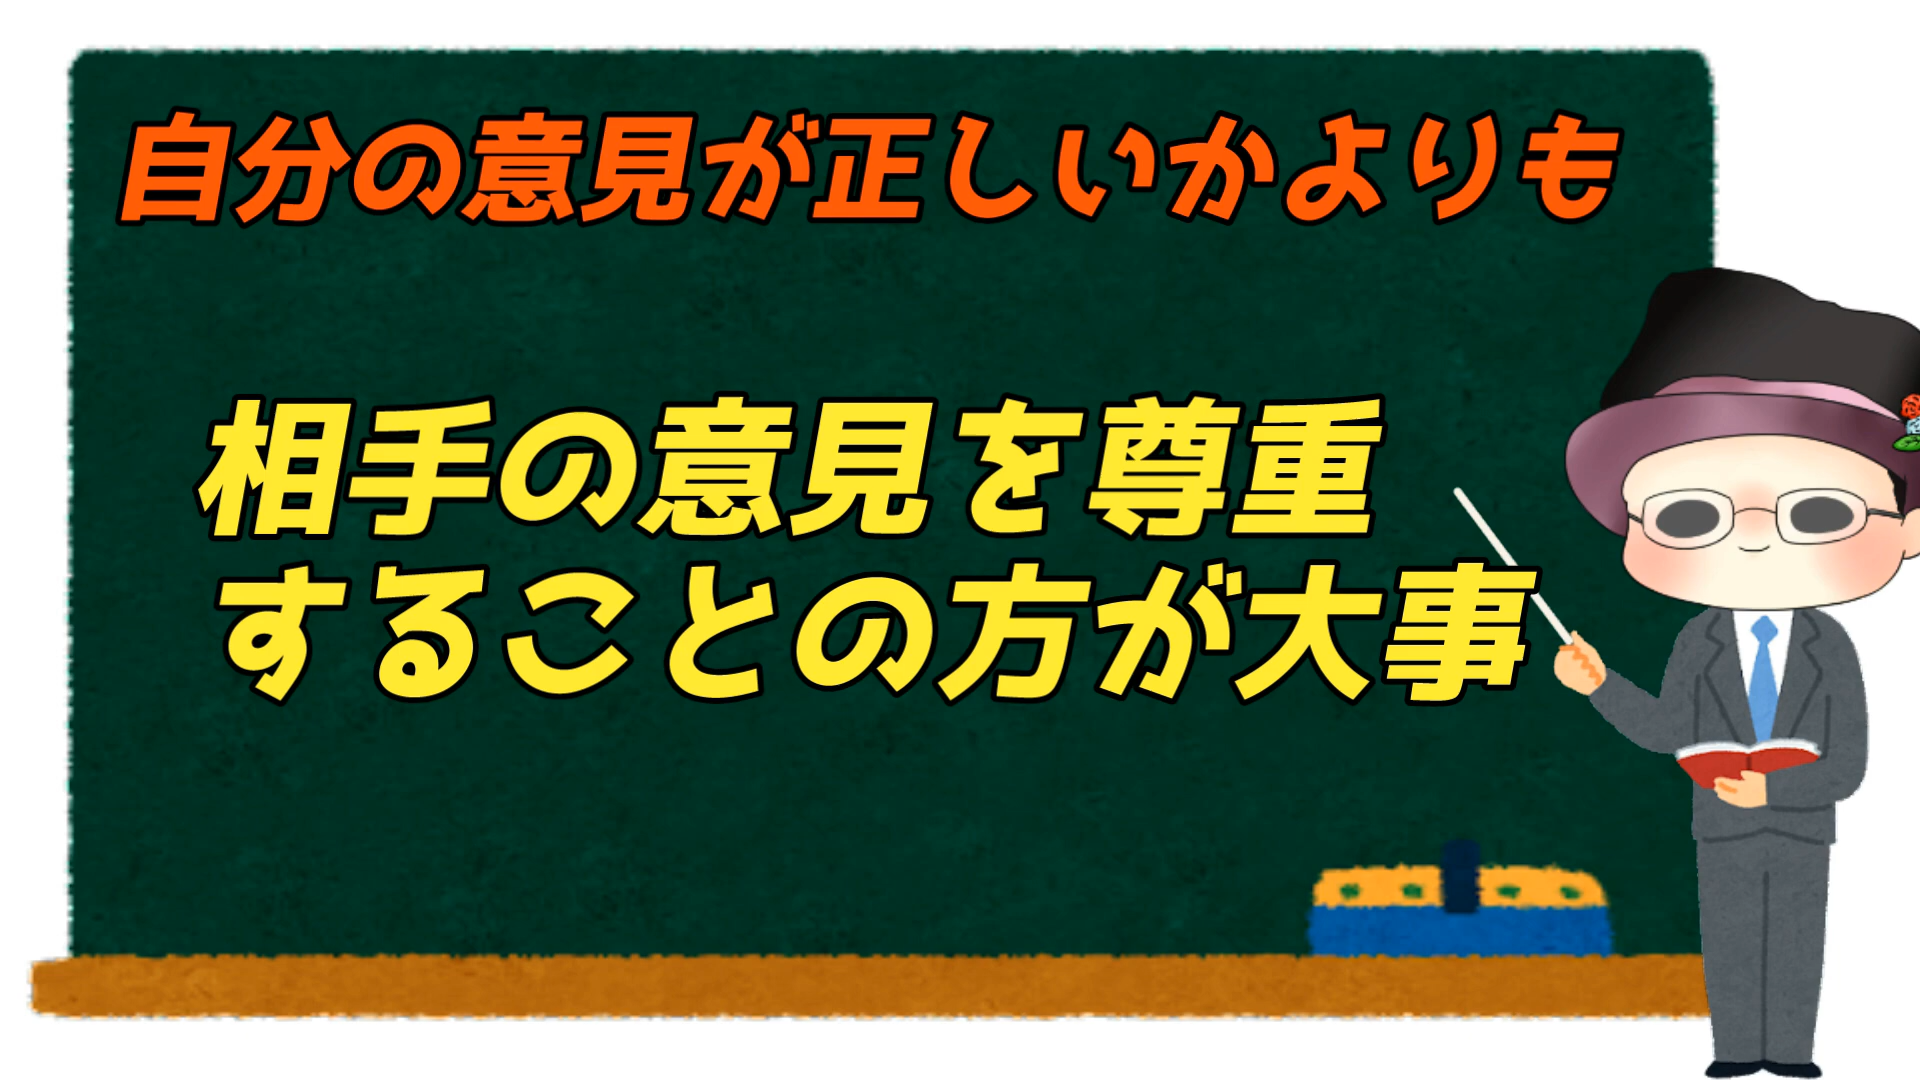 自分の意見が正しいかよりも
相手の意見を尊重
することの方が大事